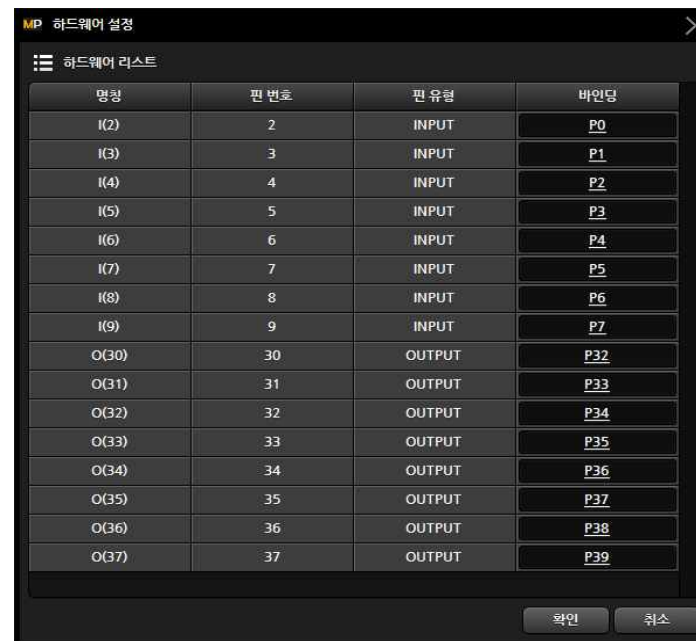 MP 하드웨어 설정
하드웨어 리스트
명칭 핀 번호 핀 유형 바인딩
I(2) 2 INPUT P0
I(3) 3 INPUT P1
I(4) 4 INPUT P2
I(5) 5 INPUT P3
I(6) 6 INPUT P4
I(7) 7 INPUT P5
I(8) 8 INPUT P6
I(9) 9 INPUT P7
O(30) 30 OUTPUT P32
O(31) 31 OUTPUT P33
O(32) 32 OUTPUT P34
O(33) 33 OUTPUT P35
O(34) 34 OUTPUT P36
O(35) 35 OUTPUT P37
O(36) 36 OUTPUT P38
O(37) 37 OUTPUT P39
확인 취소